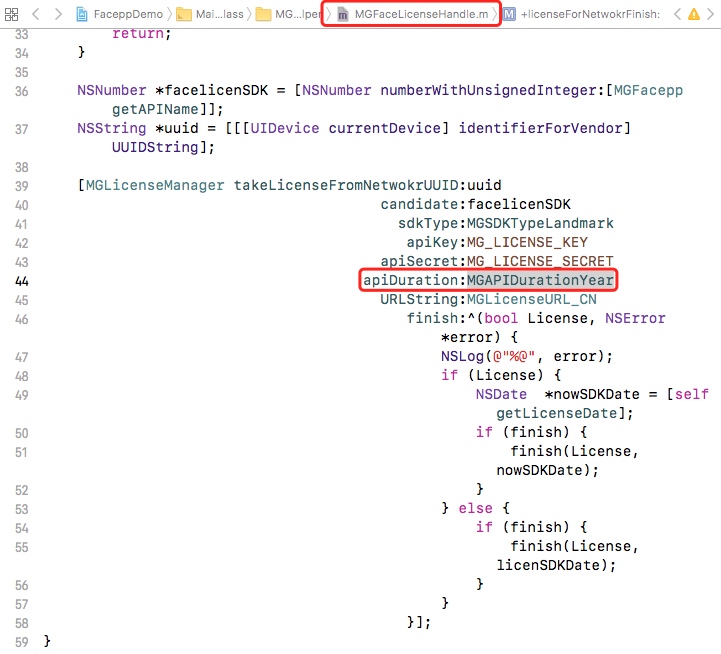 FaceppDemo Mai...lass MG...lper MGFaceLicenseHandle.m M +licenseForNetwokrFinish:
33 return;
34 }
35
36 NSNumber *facelicenSDK = [NSNumber numberWithUnsignedInteger:[MGFacepp
getAPIName]];
37 NSString *uuid = [[[UIDevice currentDevice] identifierForVendor]
UUIDString];
38
39 [MGLicenseManager takeLicenseFromNetwokrUUID:uuid
40 candidate:facelicenSDK
41 sdkType:MGSDKTypeLandmark
42 apiKey:MG_LICENSE_KEY
43 apiSecret:MG_LICENSE_SECRET
44 apiDuration:MGAPIDurationYear
45 URLString:MGLicenseURL_CN
46 finish:^(bool License, NSError
*error) {
47 NSLog(@"%@", error);
48 if (License) {
49 NSDate *nowSDKDate = [self
getLicenseDate];
50 if (finish) {
51 finish(License,
nowSDKDate);
52 }
53 } else {
54 if (finish) {
55 finish(License,
licenSDKDate);
56 }
57 }
58 }];
59 }